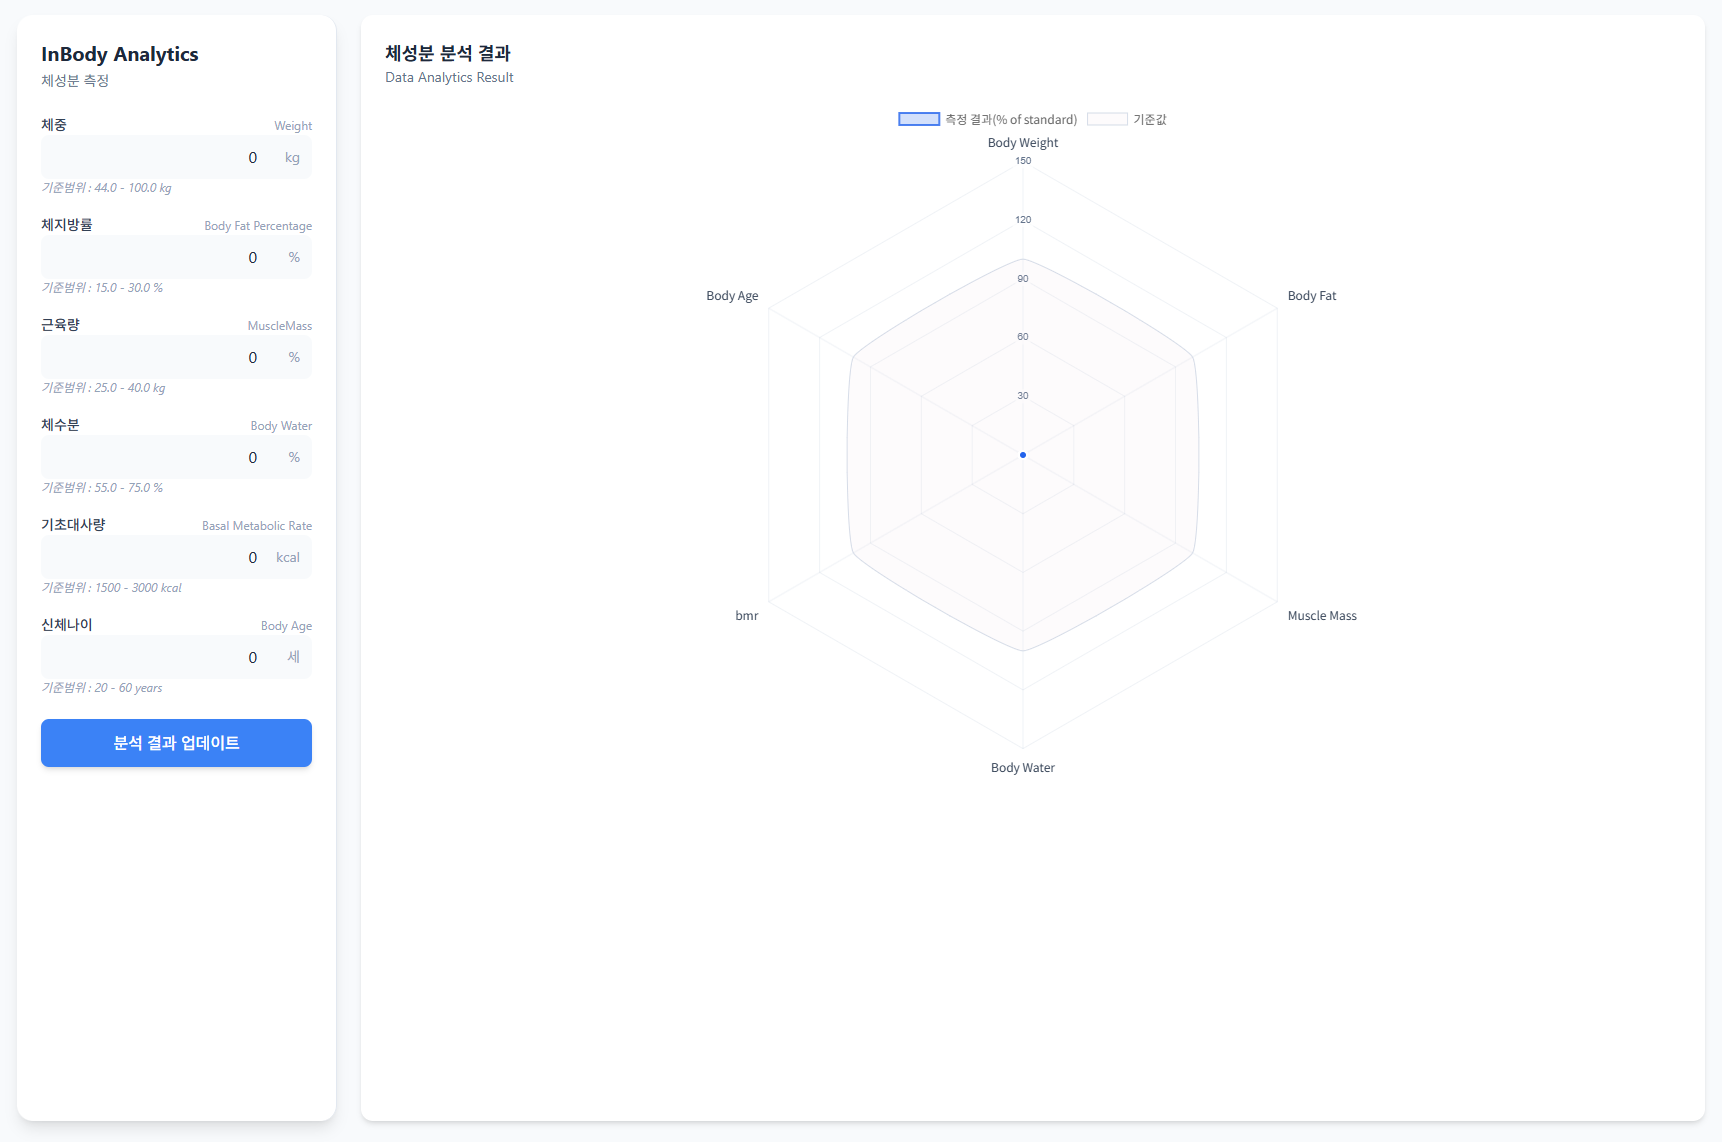 InBody Analytics
체성분 측정
체중 Weight
0 kg
기준범위 : 44.0 - 100.0 kg
체지방률 Body Fat Percentage
0 %
기준범위 : 15.0 - 30.0 %
근육량 MuscleMass
0 %
기준범위 : 25.0 - 40.0 kg
체수분 Body Water
0 %
기준범위 : 55.0 - 75.0 %
기초대사량 Basal Metabolic Rate
0 kcal
기준범위 : 1500 - 3000 kcal
신체나이 Body Age
0 세
기준범위 : 20 - 60 years
분석 결과 업데이트
체성분 분석 결과
Data Analytics Result
측정 결과(% of standard) 기준값
Body Weight
150
120
90
60
30
Body Age
Body Fat
bmr
Muscle Mass
Body Water